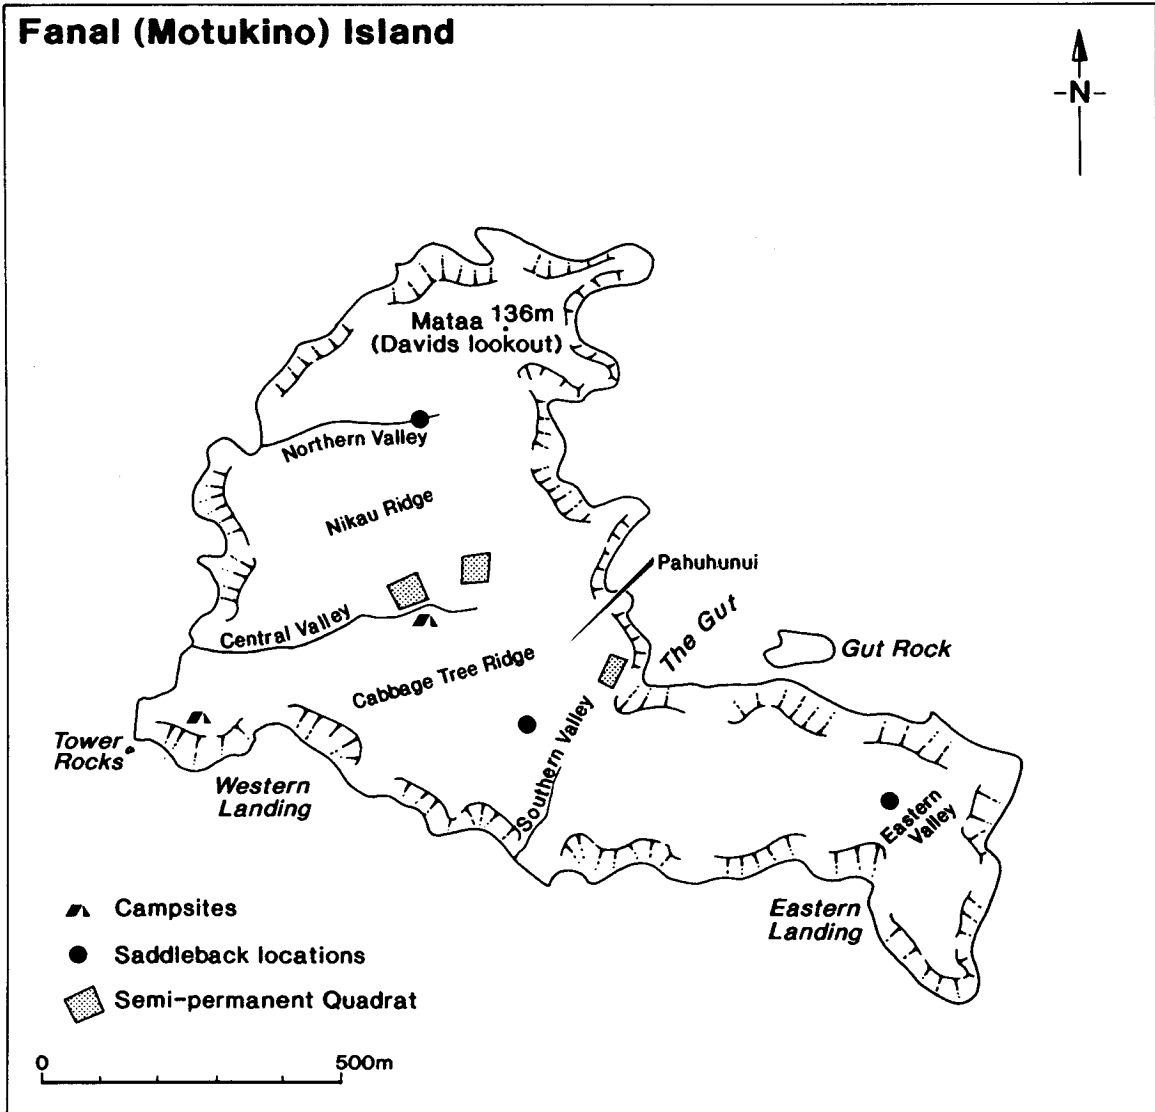 Fanal (Motukino) Island
-N-
136m
Mataa
(Davids lookout)
Northern Valley
Nikau Ridge
Pahuhunui
Central Valley
The Gut
Gut Rock
Cabbage Tree Ridge
Tower
Rocks
Western
Landing
Southern Valley
Eastern
Valley
Eastern
Landing
Campsites
Saddleback locations
Semi-permanent Quadrat
0 500m